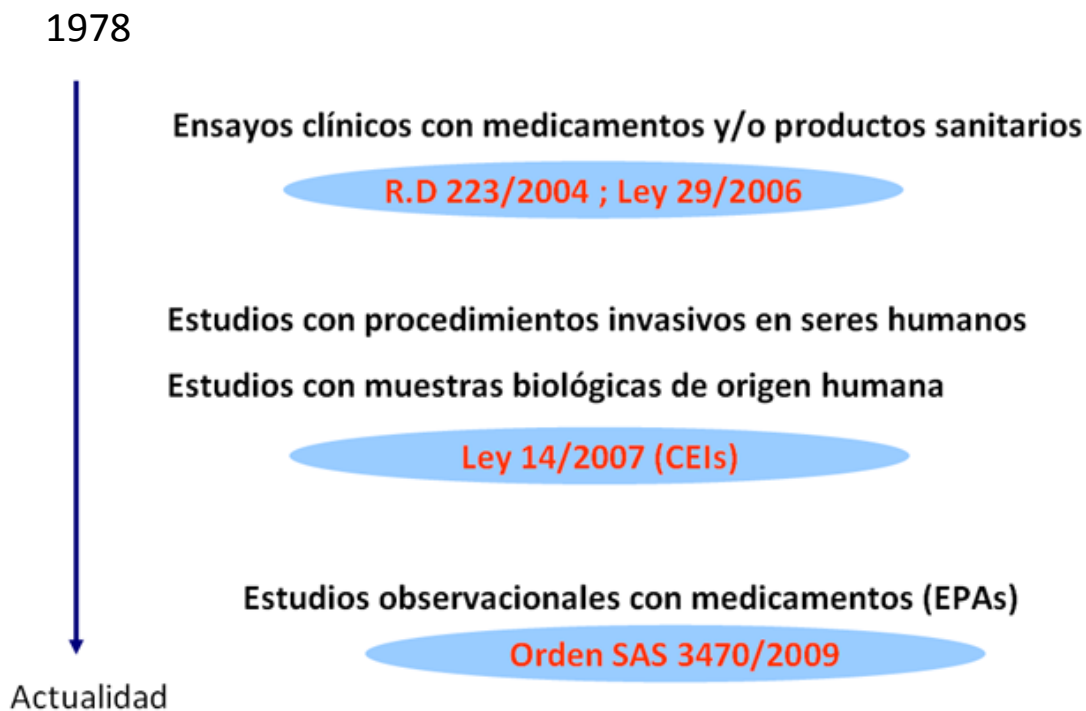 1978
Ensayos clínicos con medicamentos y/o productos sanitarios
R.D 223/2004 ; Ley 29/2006
Estudios con procedimientos invasivos en seres humanos
Estudios con muestras biológicas de origen humana
Ley 14/2007 (CEIs)
Estudios observacionales con medicamentos (EPAs)
Orden SAS 3470/2009
Actualidad